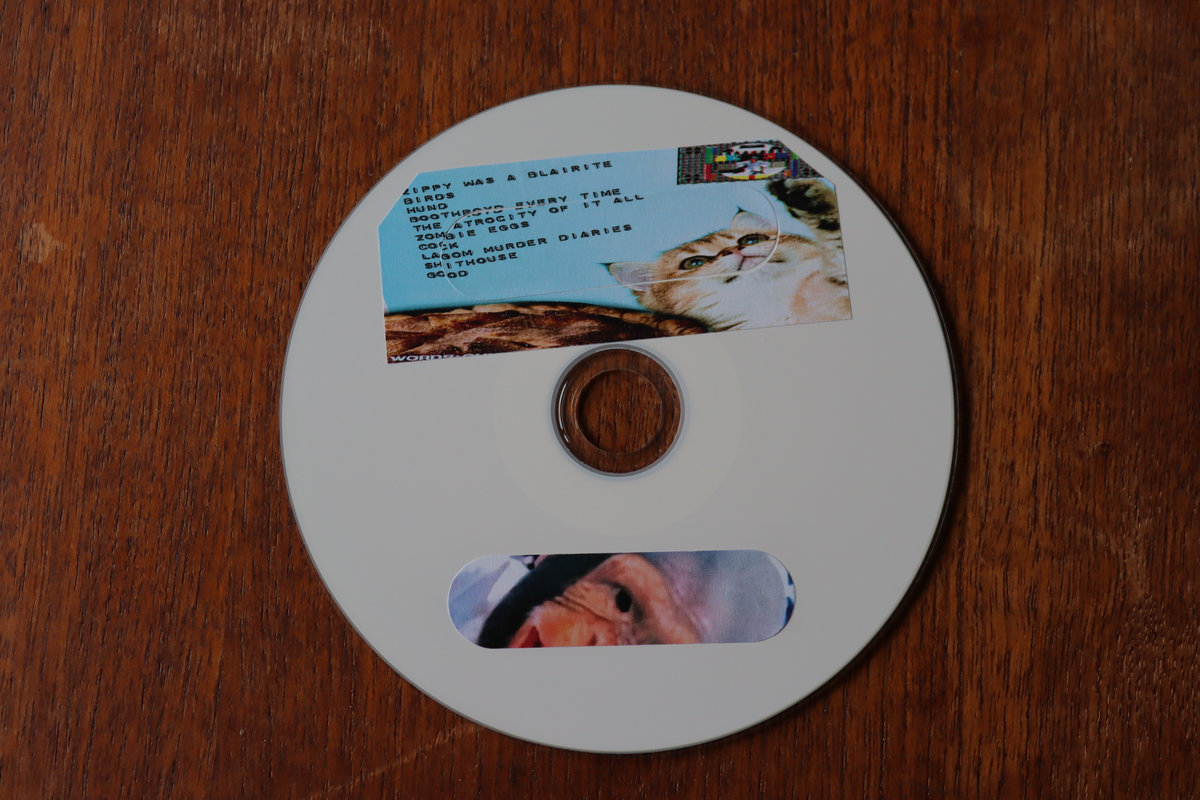 ZIPPY WAS A BLAIRITE
BIRDS
HUND
BOOTHROYD EVERY TIME
THE ATROCITY OF IT ALL
ZOMBIE EGGS
COCK
LAGOM MURDER DIARIES
SHITHOUSE
GOOD